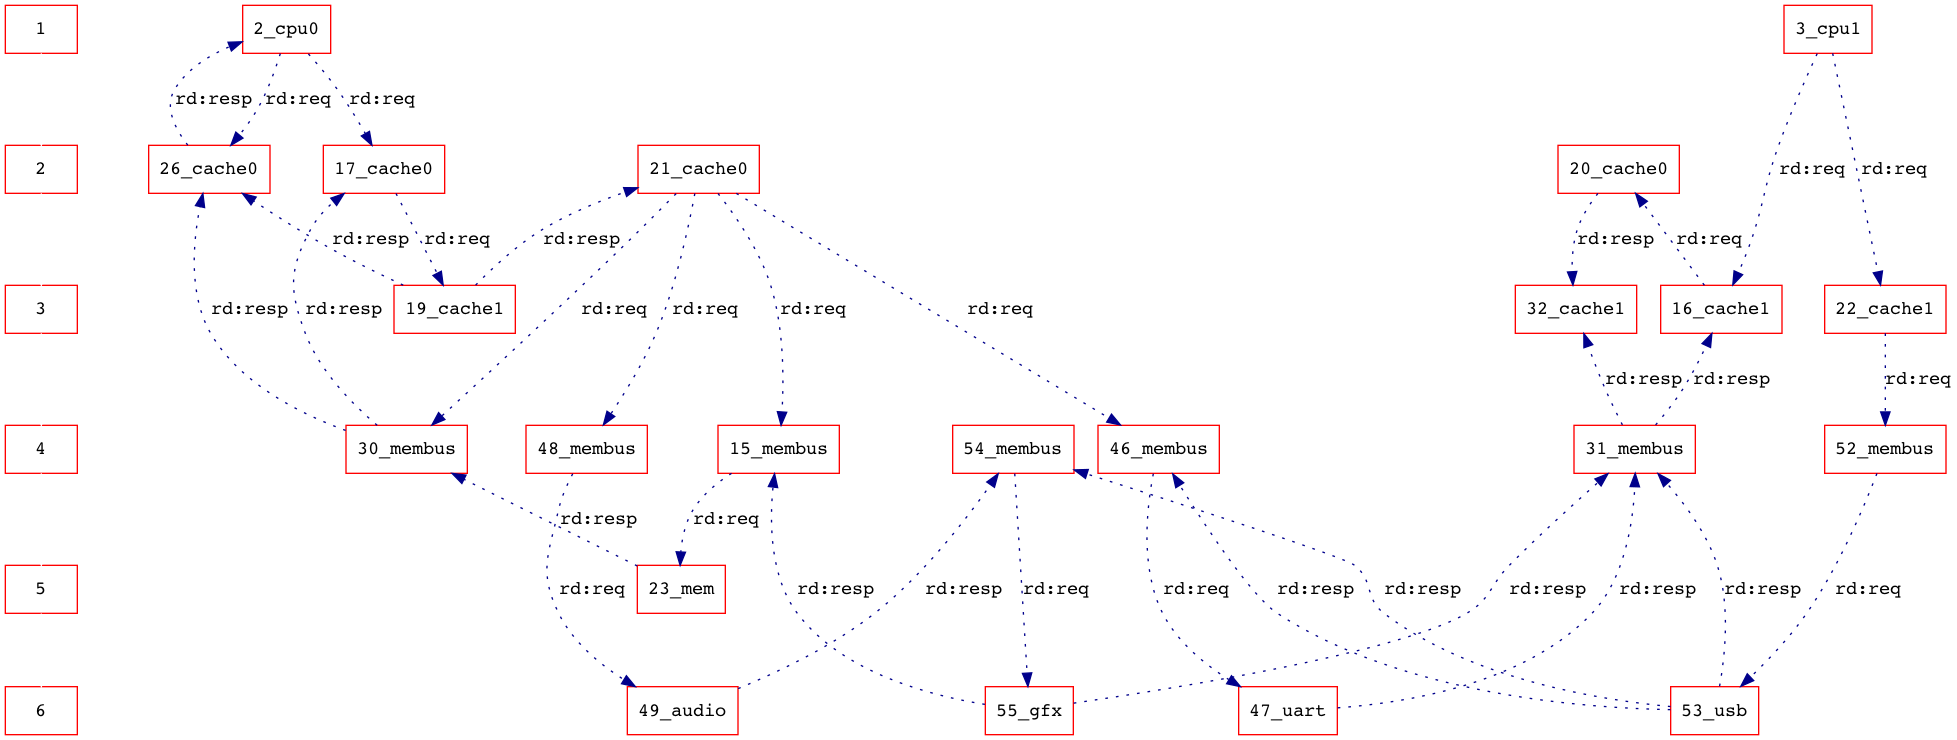 1 2_cpu0 3_cpu1
rd:resp rd:req rd:req
2 26_cache0 17_cache0 21_cache0 20_cache0
rd:req rd:req
rd:resp rd:req rd:resp rd:resp rd:req
3 19_cache1 32_cache1 16_cache1 22_cache1
rd:resp rd:resp rd:req rd:req rd:req rd:req
rd:resp rd:resp rd:req
4 30_membus 48_membus 15_membus 54_membus 46_membus 31_membus 52_membus
rd:resp rd:req
5 23_mem
rd:req rd:resp rd:resp rd:req rd:req rd:resp rd:resp rd:resp rd:resp rd:resp rd:req
6 49_audio 55_gfx 47_uart 53_usb